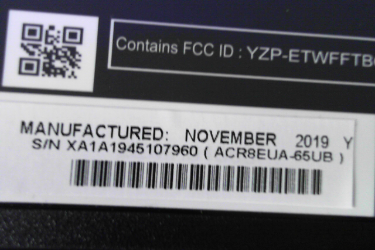 Contains FCC ID : YZP-ETWFFTB
MANUFACTURED: NOVEMBER 2019 Y
S/N XA1A1945107960 ( ACR8EUA-65UB )